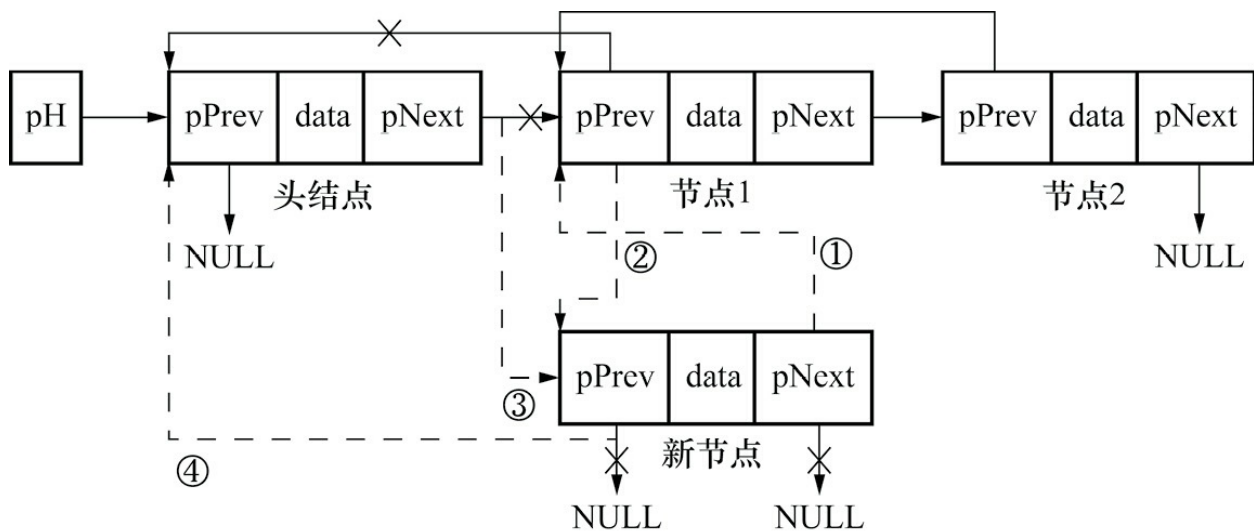 pH pPrev data pNext pPrev data pNext pPrev data pNext
头结点 节点1 节点2
NULL ② ① NULL
pPrev data pNext
③
新节点
④
NULL NULL